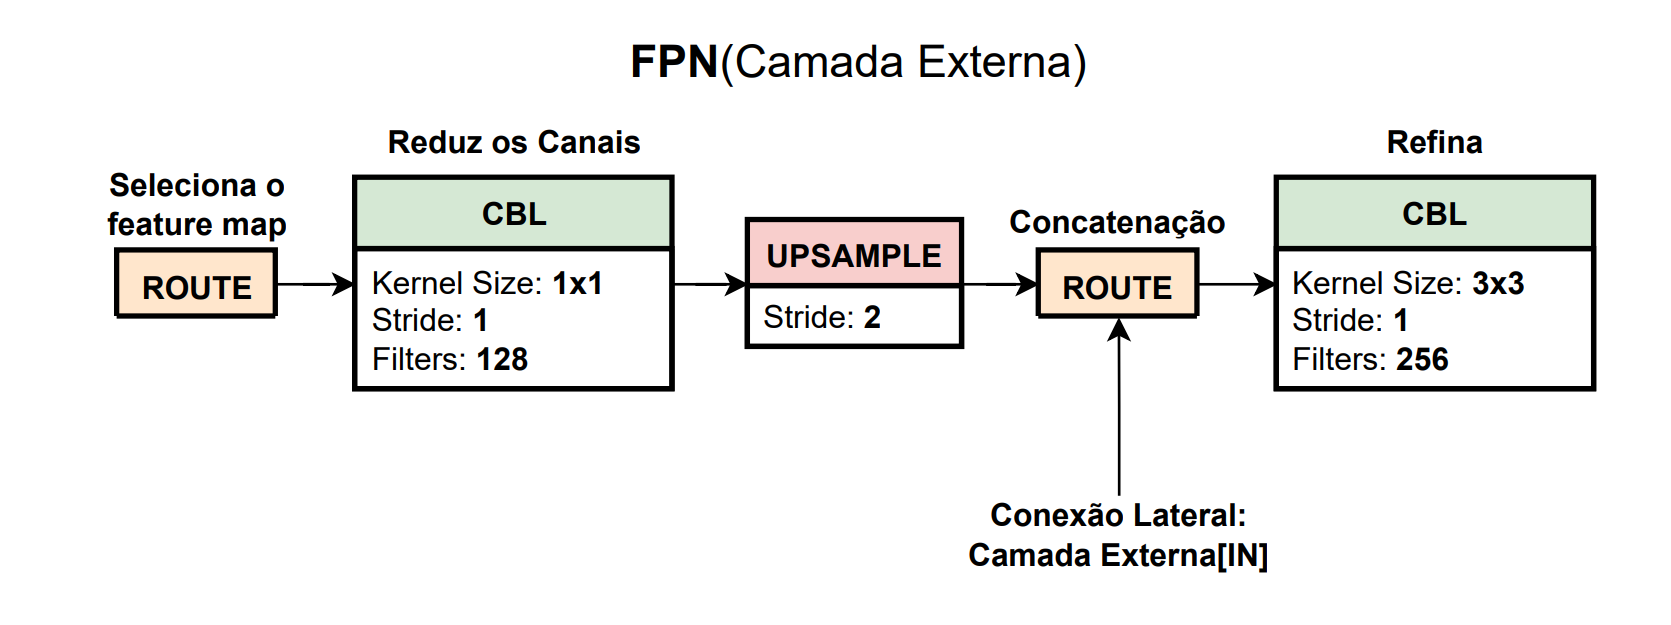 FPN(Camada Externa)
Seleciona o
feature map
ROUTE
Reduz os Canais
CBL
Kernel Size: 1x1
Stride: 1
Filters: 128
UPSAMPLE
Stride: 2
Concatenação
ROUTE
Conexão Lateral:
Camada Externa[IN]
Refina
CBL
Kernel Size: 3x3
Stride: 1
Filters: 256